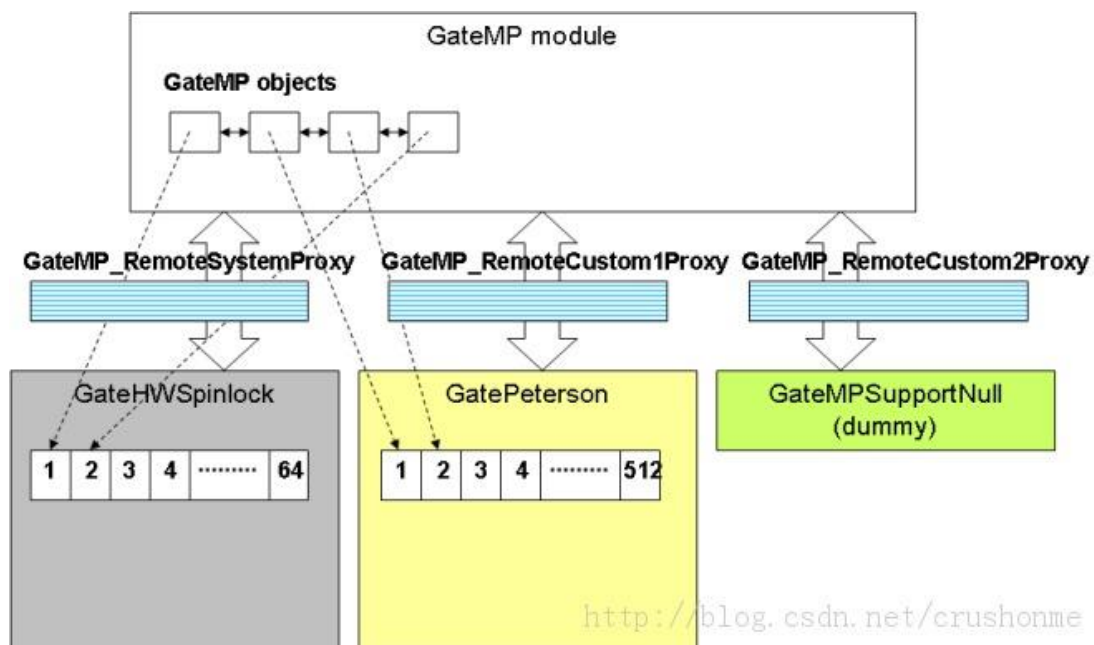 GateMP module
GateMP objects
GateMP_RemoteSystemProxy
GateMP_RemoteCustom1Proxy
GateMP_RemoteCustom2Proxy
GateHWSpinlock
1 2 3 4 ......... 64
GatePeterson
1 2 3 4 ......... 512
GateMPSupportNull
(dummy)
http://blog.csdn.net/crushonme